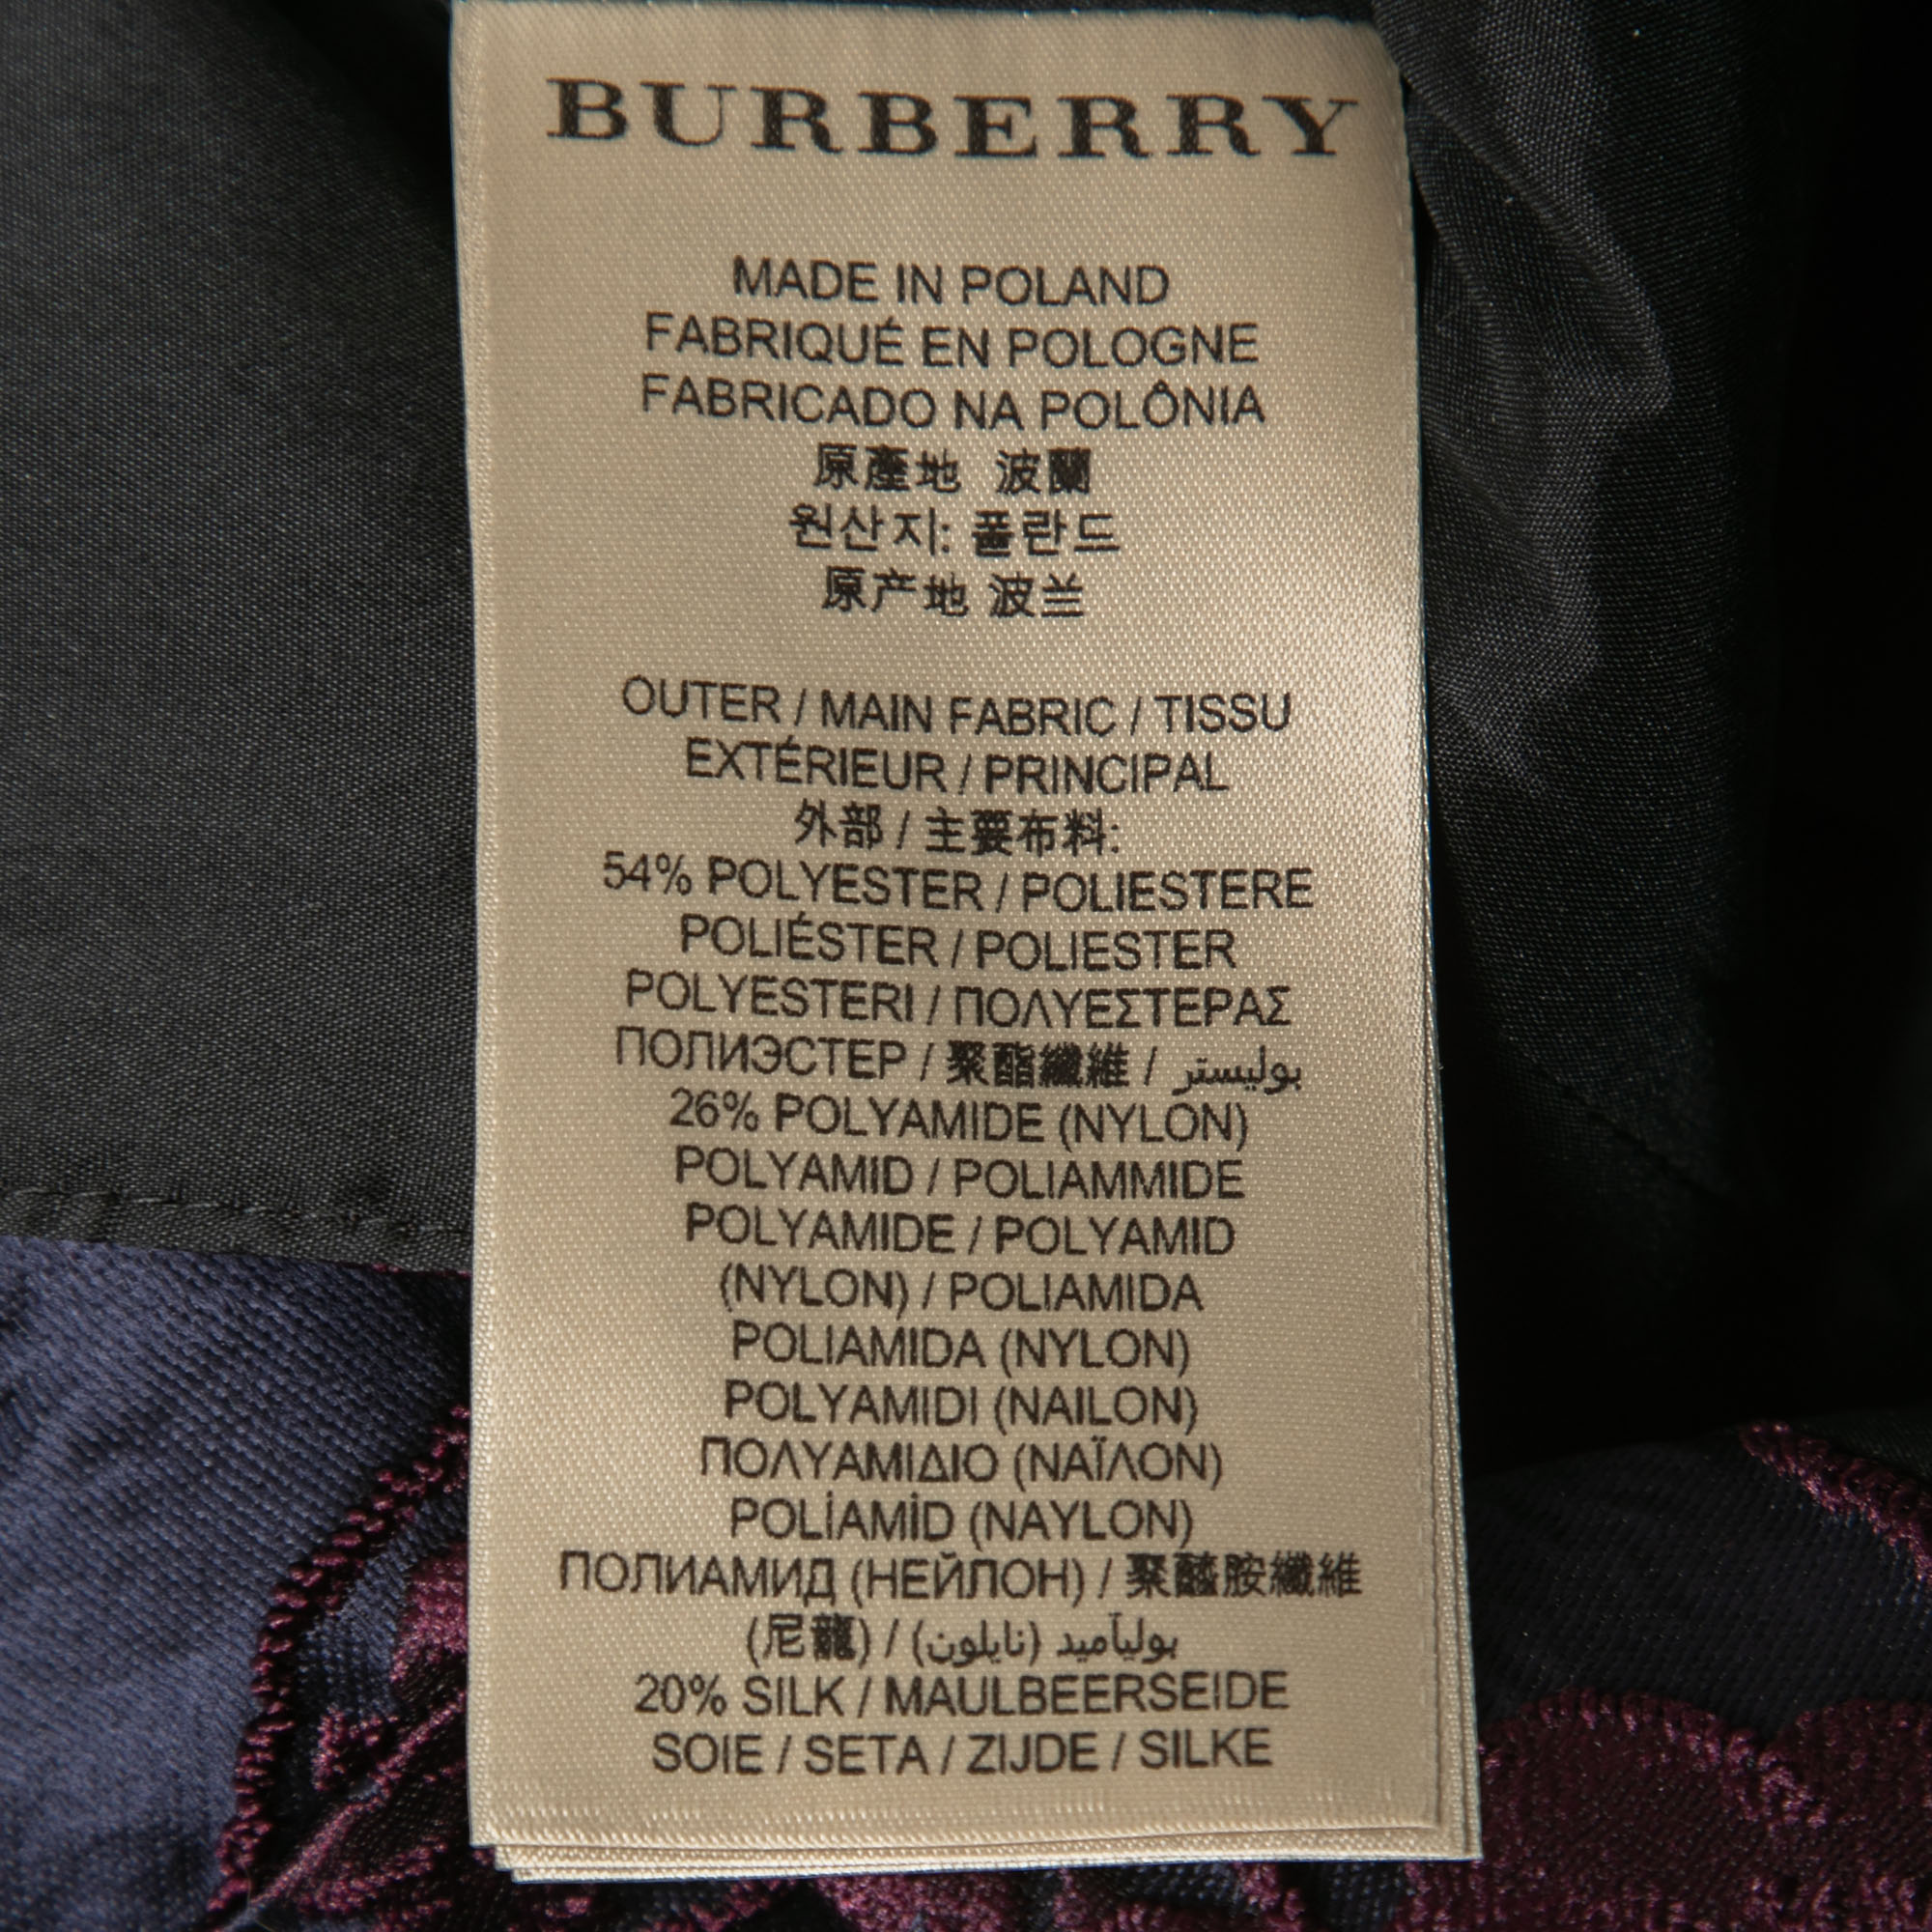 BURBERRY
MADE IN POLAND
FABRIQUÉ EN POLOGNE
FABRICADO NA POLÔNIA
原產地 波蘭
원산지: 폴란드
原产地 波兰
OUTER / MAIN FABRIC / TISSU
EXTÉRIEUR / PRINCIPAL
外部 / 主要布料:
54% POLYESTER / POLIESTERE
POLIÉSTER / POLIESTER
POLYESTERI / ΠΟΛΥΕΣΤΕΡΑΣ
ПОЛИЭСТЕР / 聚酯纖維 / بوليستر
26% POLYAMIDE (NYLON)
POLYAMID / POLIAMMIDE
POLYAMIDE / POLYAMID
(NYLON) / POLIAMIDA
POLIAMIDA (NYLON)
POLYAMIDI (NAILON)
ΠΟΛΥΑΜΙΔΙΟ (ΝΑΪΛΟΝ)
POLİAMİD (NAYLON)
ПОЛИАМИД (НЕЙЛОН) / 聚醯胺纖維
(尼龍) / بولياميد (نايلون)
20% SILK / MAULBEERSEIDE
SOIE / SETA / ZIJDE / SILKE